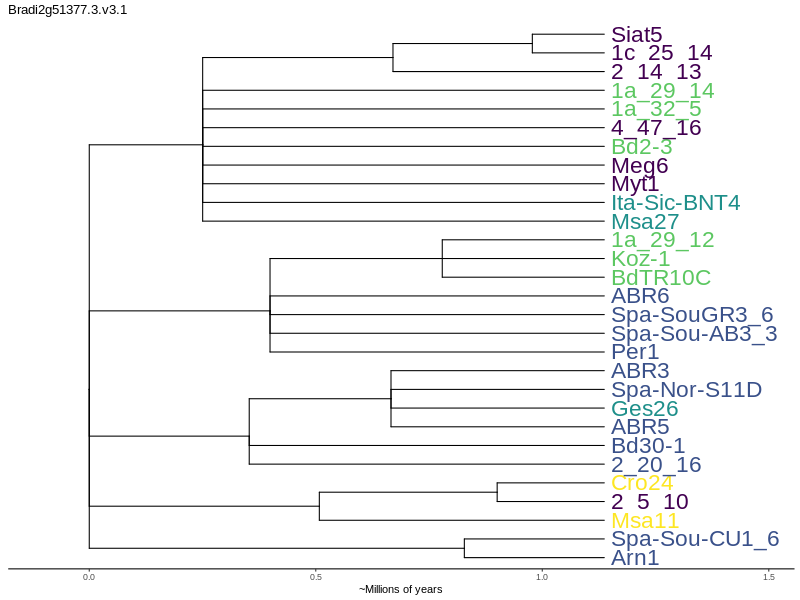 Bradi2g51377.3.v3.1
Siat5
1c_25_14
2_14_13
1a_29_14
1a_32_5
4_47_16
Bd2-3
Meg6
Myt1
Ita-Sic-BNT4
Msa27
1a_29_12
Koz-1
BdTR10C
ABR6
Spa-SouGR3_6
Spa-Sou-AB3_3
Per1
ABR3
Spa-Nor-S11D
Ges26
ABR5
Bd30-1
2_20_16
Cro24
2_5_10
Msa11
Spa-Sou-CU1_6
Arn1
0.0 0.5 1.0 1.5
~Millions of years